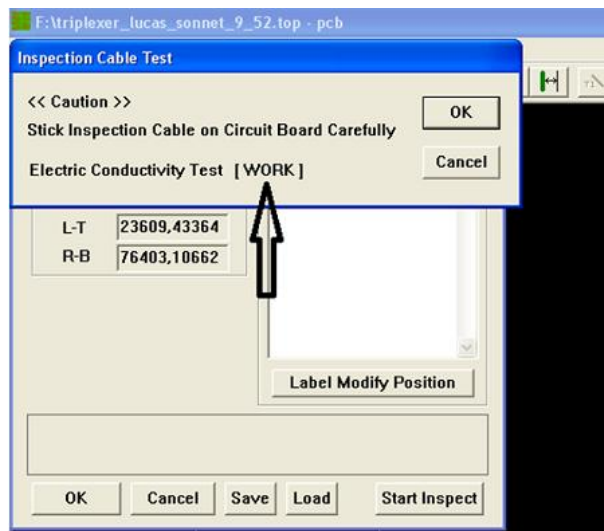 F:\triplexer_lucas_sonnet_9_52.top - pcb
Inspection Cable Test
<< Caution >>
Stick Inspection Cable on Circuit Board Carefully
Electric Conductivity Test [ WORK ]
OK
Cancel
L-T 23609,43364
R-B 76403,10662
Label Modify Position
OK Cancel Save Load Start Inspect